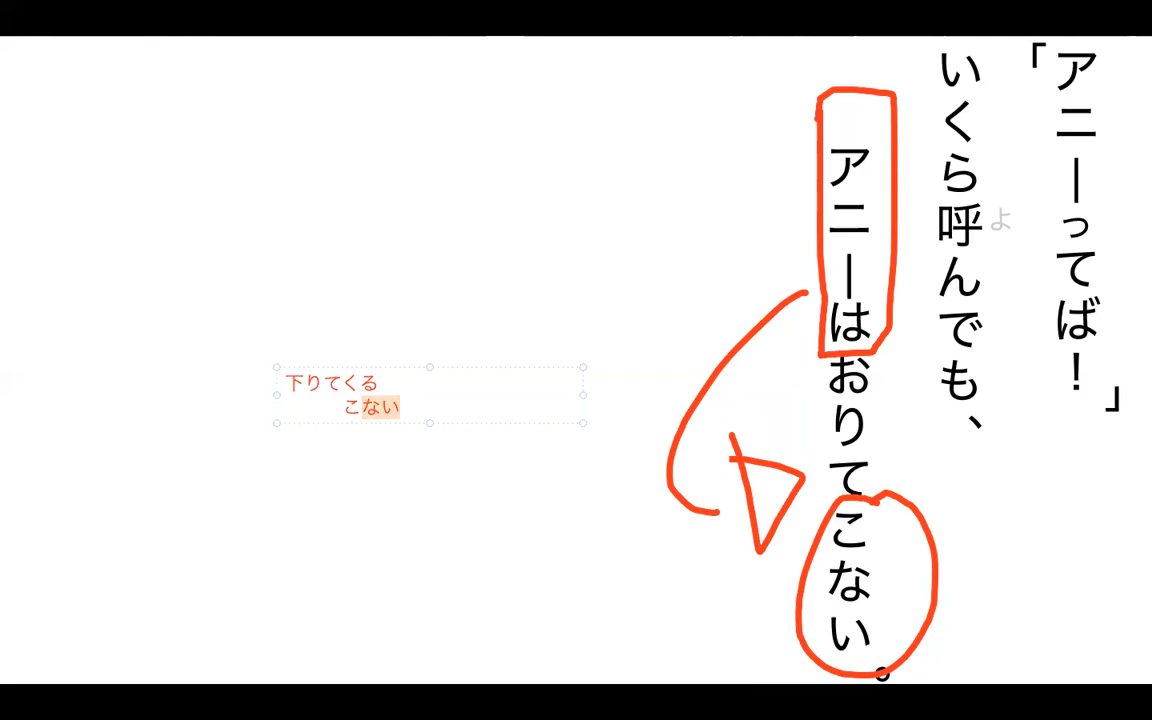 「アニーってば！」
いくら呼んでも、
よ
アニーはおりてこない。
下りてくる
こない